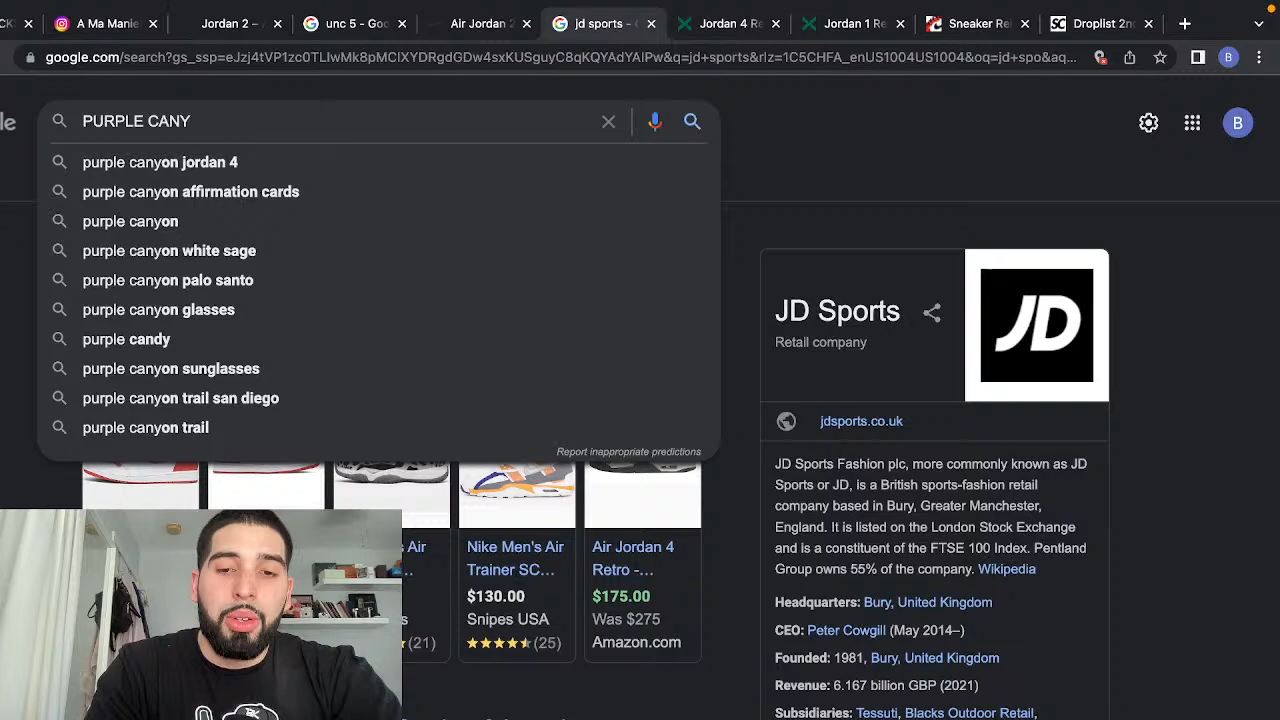 A Ma Manie
Jordan 2 –
unc 5 - Goo
Air Jordan 2
jd sports - G
Jordan 4 Re
Jordan 1 Re
Sneaker Rel
Droplist 2nd
google.com/search?gs_ssp=eJzj4tVP1zc0TLIwMk8pMCIXYDRgdGDw4sxKUSguyC8qKQYAdYAIPw&q=jd+sports&rlz=1C5CHFA_enUS1004US1004&oq=jd+spo&aq...
B
le
PURPLE CANY
B
purple canyon jordan 4
purple canyon affirmation cards
purple canyon
purple canyon white sage
purple canyon palo santo
purple canyon glasses
purple candy
purple canyon sunglasses
purple canyon trail san diego
purple canyon trail
Report inappropriate predictions
Air
...
s
(21)
Nike Men's Air
Trainer SC...
$130.00
Snipes USA
(25)
Air Jordan 4
Retro -...
$175.00
Was $275
Amazon.com
JD Sports
Retail company
JD
jdsports.co.uk
JD Sports Fashion plc, more commonly known as JD
Sports or JD, is a British sports-fashion retail
company based in Bury, Greater Manchester,
England. It is listed on the London Stock Exchange
and is a constituent of the FTSE 100 Index. Pentland
Group owns 55% of the company. Wikipedia
Headquarters: Bury, United Kingdom
CEO: Peter Cowgill (May 2014–)
Founded: 1981, Bury, United Kingdom
Revenue: 6.167 billion GBP (2021)
Subsidiaries: Tessuti, Blacks Outdoor Retail,